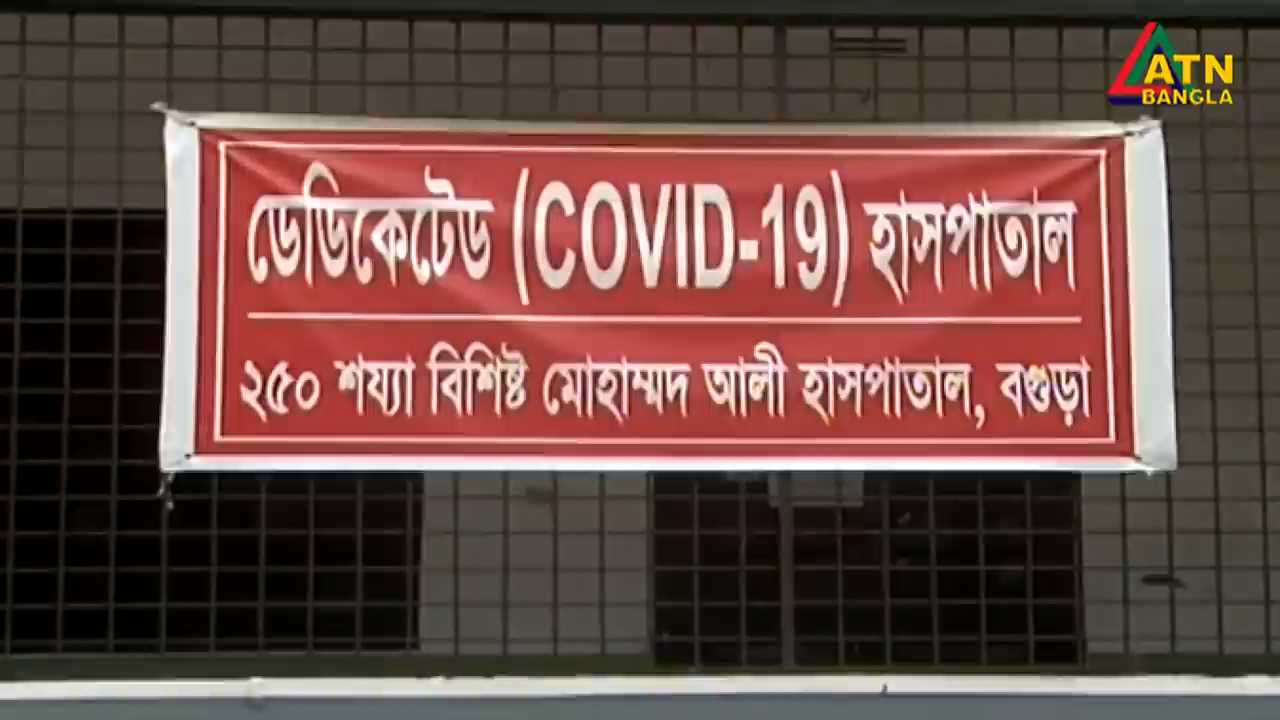 ATN
BANGLA
ডেডিকেটেড (COVID-19) হাসপাতাল
২৫০ শয্যা বিশিষ্ট মোহাম্মদ আলী হাসপাতাল, বগুড়া